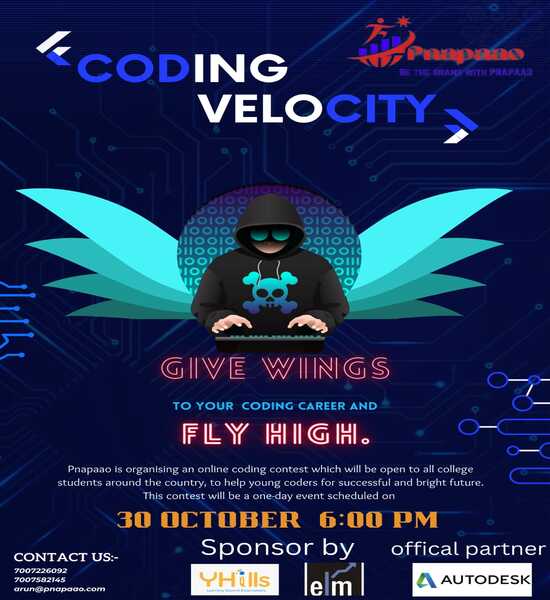 CODING
VELOCITY
Pnapaao
BE THE BRAND WITH PNAPAAO
GIVE WINGS
TO YOUR CODING CAREER AND
FLY HIGH.
Pnapaao is organising an online coding contest which will be open to all college
students around the country, to help young coders for successful and bright future.
This contest will be a one-day event scheduled on
30 OCTOBER 6:00 PM
CONTACT US:-
7007226092
7007582145
arun@pnapaao.com
Sponsor by
YHills
elm
offical partner
AUTODESK